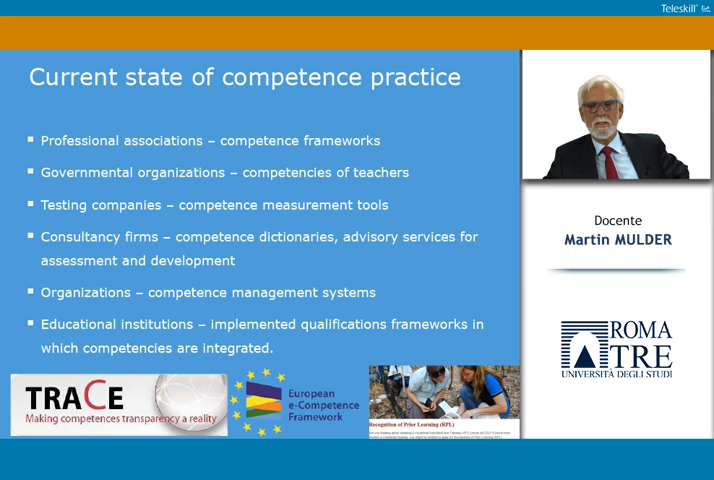 Teleskill
Current state of competence practice
Professional associations – competence frameworks
Governmental organizations – competencies of teachers
Testing companies – competence measurement tools
Consultancy firms – competence dictionaries, advisory services for
assessment and development
Organizations – competence management systems
Educational institutions – implemented qualifications frameworks in
which competencies are integrated.
TRACE
Making competences transparency a reality
European
e-Competence
Framework
Recognition of Prior Learning (RPL)
Docente
Martin MULDER
ROMA
TRE
UNIVERSITÀ DEGLI STUDI